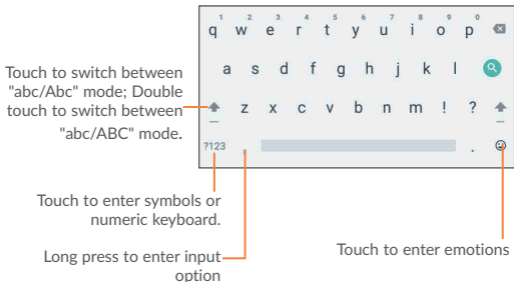 1 2 3 4 5 6 7 8 9 0
q w e r t y u i o p
a s d f g h j k l
z x c v b n m ! ?
?123 , .
Touch to switch between
"abc/Abc" mode; Double
touch to switch between
"abc/ABC" mode.
Touch to enter symbols or
numeric keyboard.
Long press to enter input
option
Touch to enter emotions